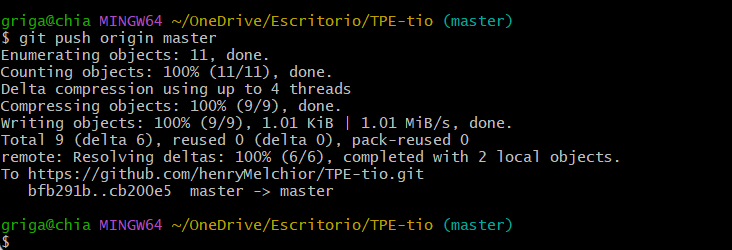 griga@chia MINGW64 ~/OneDrive/Escritorio/TPE-tio (master)
$ git push origin master
Enumerating objects: 11, done.
Counting objects: 100% (11/11), done.
Delta compression using up to 4 threads
Compressing objects: 100% (9/9), done.
Writing objects: 100% (9/9), 1.01 KiB | 1.01 MiB/s, done.
Total 9 (delta 6), reused 0 (delta 0), pack-reused 0
remote: Resolving deltas: 100% (6/6), completed with 2 local objects.
To https://github.com/henryMelchior/TPE-tio.git
   bfb291b..cb200e5  master -> master
griga@chia MINGW64 ~/OneDrive/Escritorio/TPE-tio (master)
$